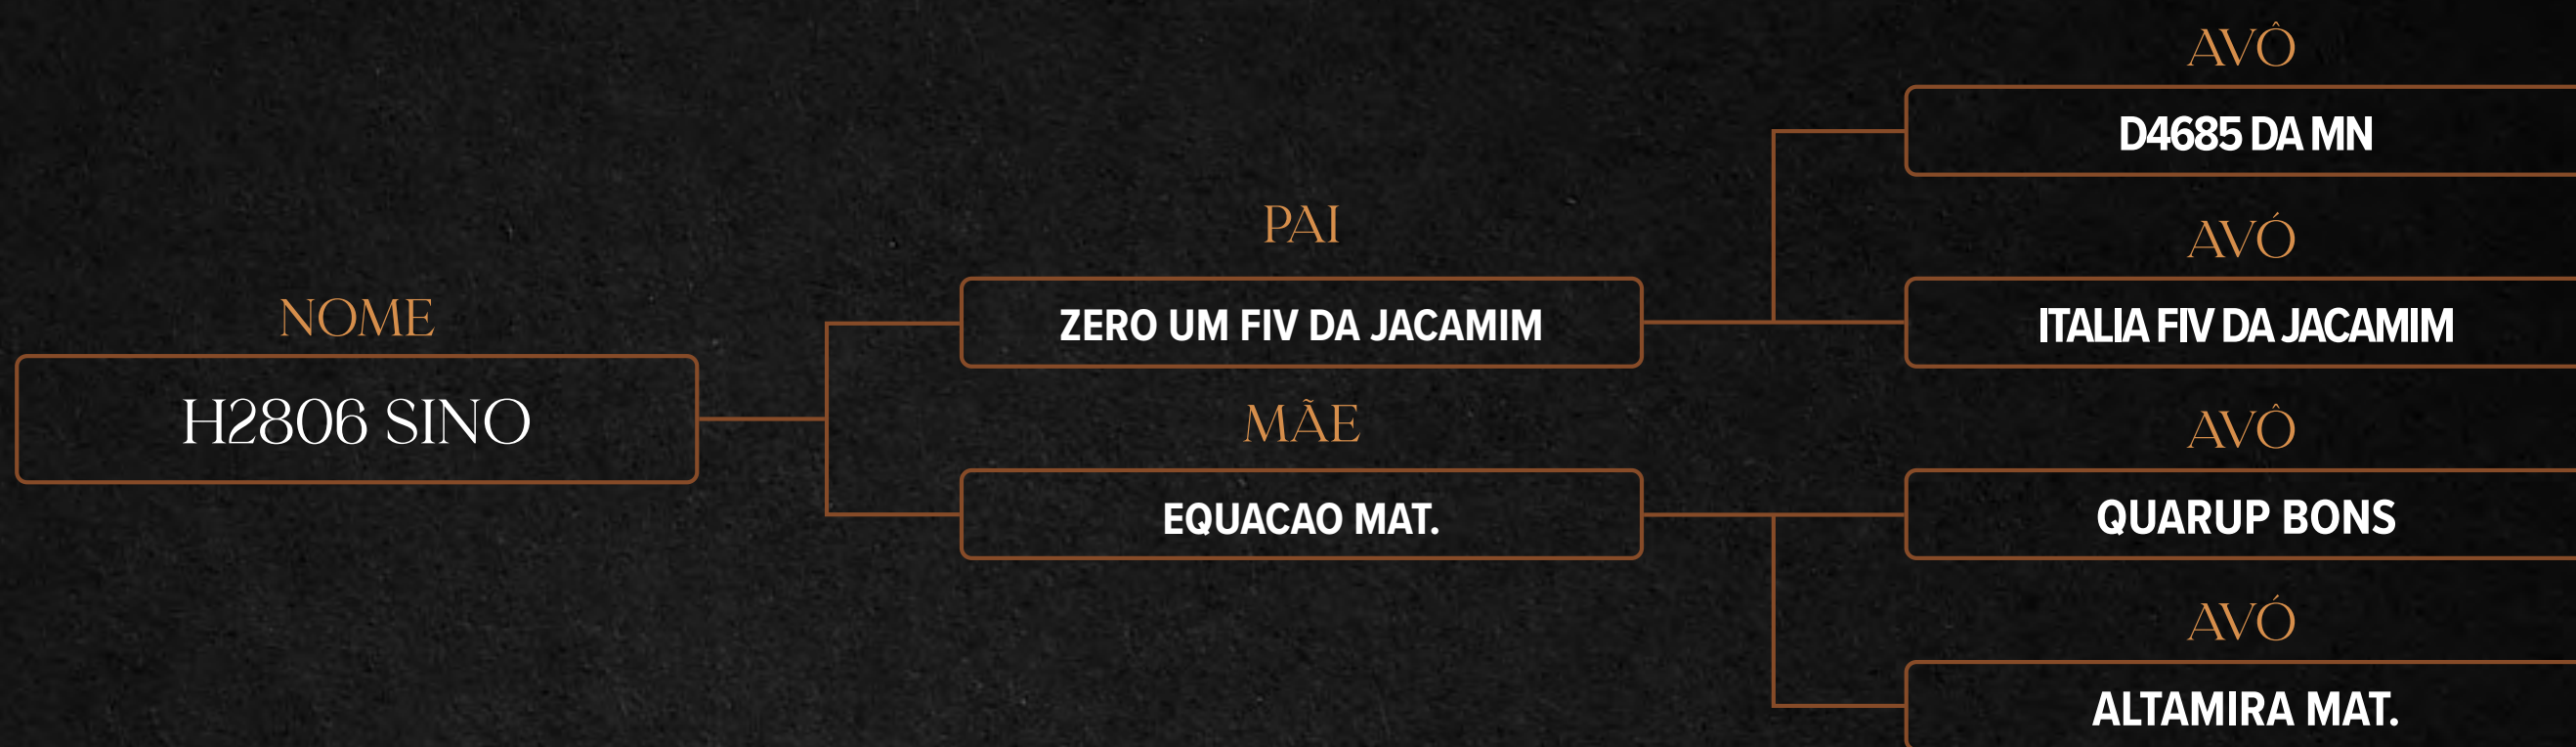 NOME
H2806 SINO
PAI
ZERO UM FIV DA JACAMIM
MÃE
EQUACAO MAT.
AVÔ
D4685 DA MN
AVÓ
ITALIA FIV DA JACAMIM
AVÔ
QUARUP BONS
AVÓ
ALTAMIRA MAT.